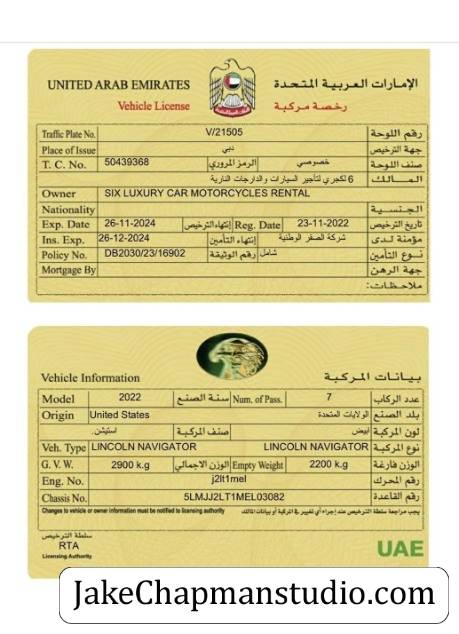 UNITED ARAB EMIRATES الإمارات العربية المتحدة
Vehicle License رخصة مركبة
Traffic Plate No. V/21505 رقم اللوحة
Place of Issue دبي جهة الترخيص
T. C. No. 50439368 الرمز المروري خصوصي صنف اللوحة
6 لكجري لتأجير السيارات والدارجات النارية المـالـك
Owner SIX LUXURY CAR MOTORCYCLES RENTAL
Nationality الجنسية
Exp. Date 26-11-2024 إنتهاء الترخيص Reg. Date 23-11-2022 تاريخ الترخيص
Ins. Exp. 26-12-2024 إنتهاء التأمين شركة الصقر الوطنية مؤمنة لدى
Policy No. DB2030/23/16902 رقم الوثيقة شامل نوع التأمين
Mortgage By جهة الرهن
ملاحظات:
Vehicle Information بيانات المركبة
Model 2022 سنة الصنع Num. of Pass. 7 عدد الركاب
Origin United States الولايات المتحدة بلد الصنع
استيشن. صنف المركبة ابيض لون المركبة
Veh. Type LINCOLN NAVIGATOR LINCOLN NAVIGATOR نوع المركبة
G. V. W. 2900 k.g الوزن الاجمالي Empty Weight 2200 k.g الوزن فارغة
Eng. No. j2lt1mel رقم المحرك
Chassis No. 5LMJJ2LT1MEL03082 رقم القاعدة
Changes to vehicle or owner information must be notified to licensing authority يجب مراجعة سلطة الترخيص عند إجراء أي تغيير في المركبة أو بيانات المالك
سلطة الترخيص
RTA
Licensing Authority
UAE
JakeChapmanstudio.com